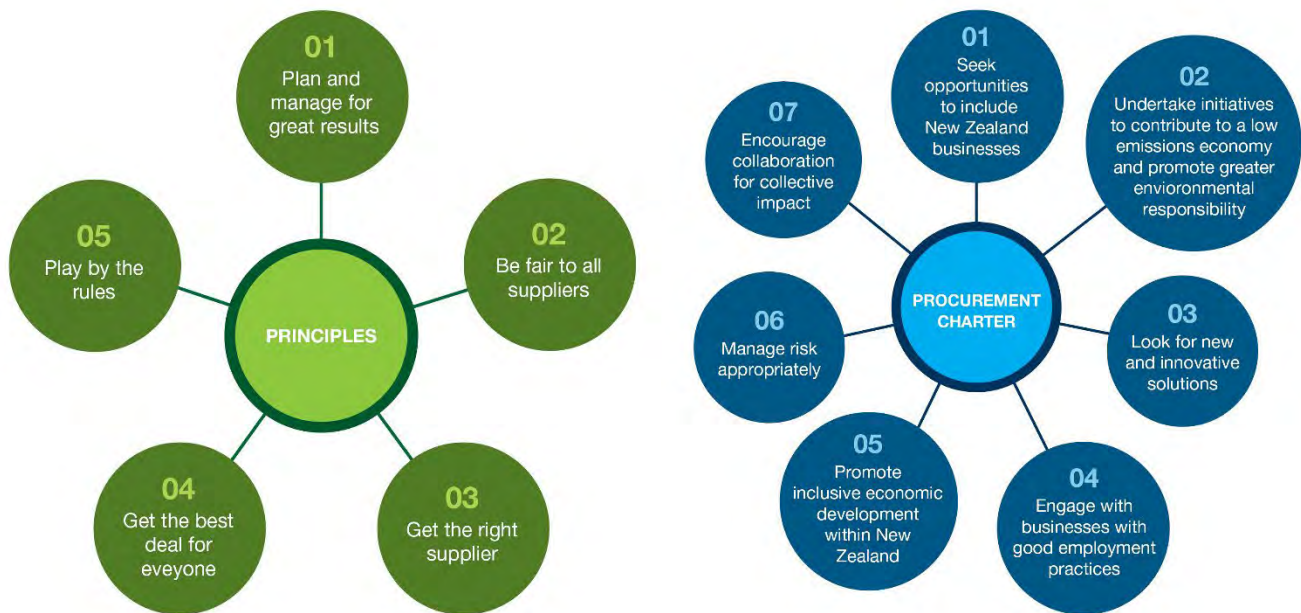 01
Plan and
manage for
great results
02
Be fair to all
suppliers
03
Get the right
supplier
04
Get the best
deal for
eveyone
05
Play by the
rules
PRINCIPLES
01
Seek
opportunities
to include
New Zealand
businesses
02
Undertake initiatives
to contribute to a low
emissions economy
and promote greater
envioronmental
responsibility
03
Look for new
and innovative
solutions
04
Engage with
businesses with
good employment
practices
05
Promote
inclusive economic
development
within New
Zealand
06
Manage risk
appropriately
07
Encourage
collaboration
for collective
impact
PROCUREMENT
CHARTER